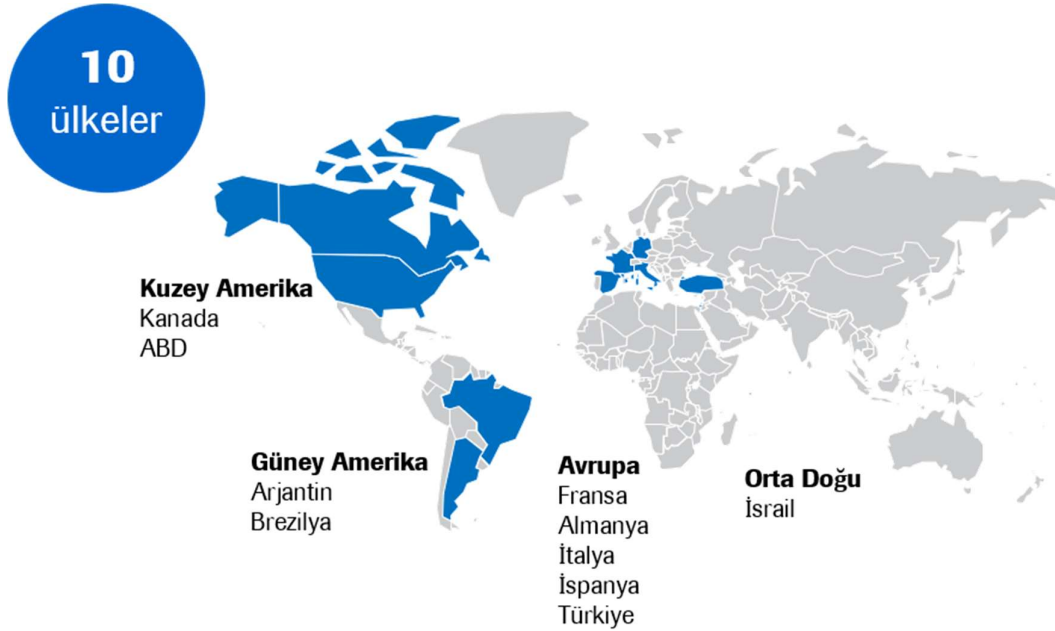 10
ülkeler
Kuzey Amerika
Kanada
ABD
Güney Amerika
Arjantin
Brezilya
Avrupa
Fransa
Almanya
İtalya
İspanya
Türkiye
Orta Doğu
İsrail